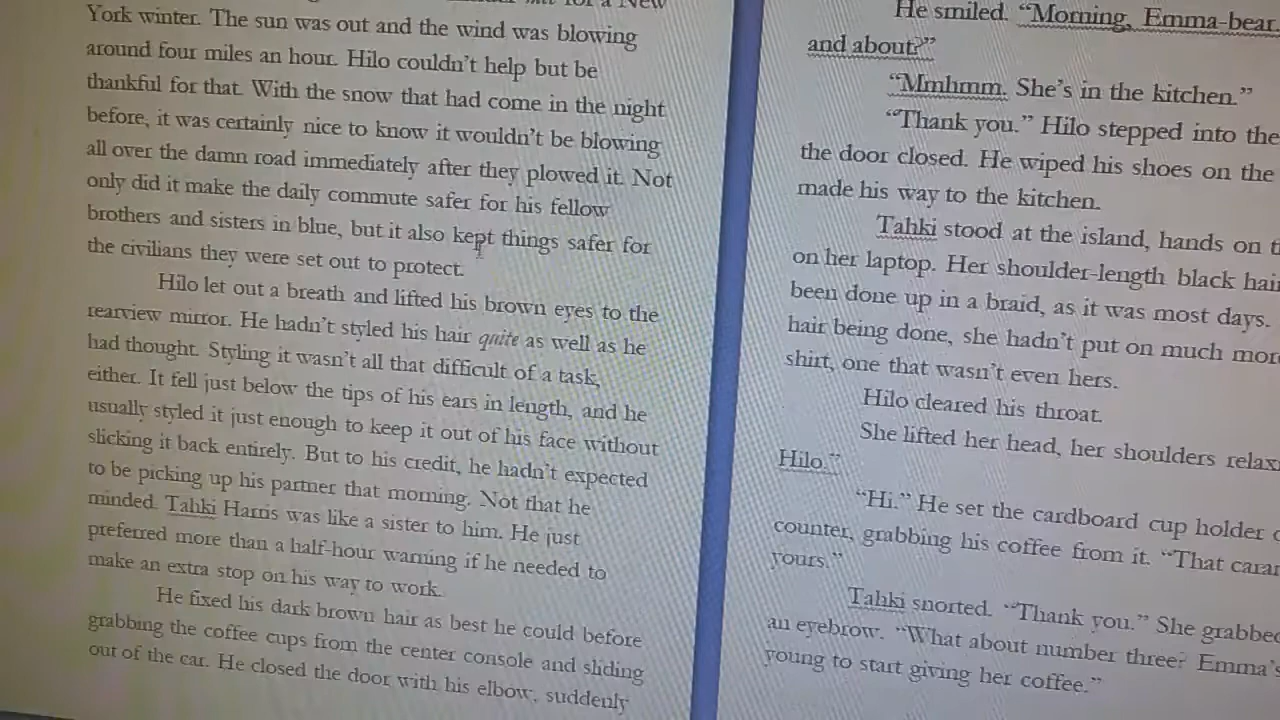 for a New
York winter. The sun was out and the wind was blowing
around four miles an hour. Hilo couldn't help but be
thankful for that. With the snow that had come in the night
before, it was certainly nice to know it wouldn't be blowing
all over the damn road immediately after they plowed it. Not
only did it make the daily commute safer for his fellow
brothers and sisters in blue, but it also kept things safer for
the civilians they were set out to protect.
Hilo let out a breath and lifted his brown eyes to the
rearview mirror. He hadn't styled his hair quite as well as he
had thought. Styling it wasn't all that difficult of a task,
either. It fell just below the tips of his ears in length, and he
usually styled it just enough to keep it out of his face without
slicking it back entirely. But to his credit, he hadn't expected
to be picking up his partner that morning. Not that he
minded. Tahki Harris was like a sister to him. He just
preferred more than a half-hour warning if he needed to
make an extra stop on his way to work.
He fixed his dark brown hair as best he could before
grabbing the coffee cups from the center console and sliding
out of the car. He closed the door with his elbow, suddenly
He smiled. “Morning, Emma-bear.
and about?”
“Mmhmm. She's in the kitchen.”
“Thank you.” Hilo stepped into the
the door closed. He wiped his shoes on the
made his way to the kitchen.
Tahki stood at the island, hands on
on her laptop. Her shoulder-length black hair
been done up in a braid, as it was most days.
hair being done, she hadn't put on much more
shirt, one that wasn't even hers.
Hilo cleared his throat.
She lifted her head, her shoulders
Hilo.”
“Hi.” He set the cardboard cup holder
counter, grabbing his coffee from it. “That
yours.”
Tahki snorted. “Thank you.” She grabbed
an eyebrow. “What about number three? Emma's
young to start giving her coffee.”